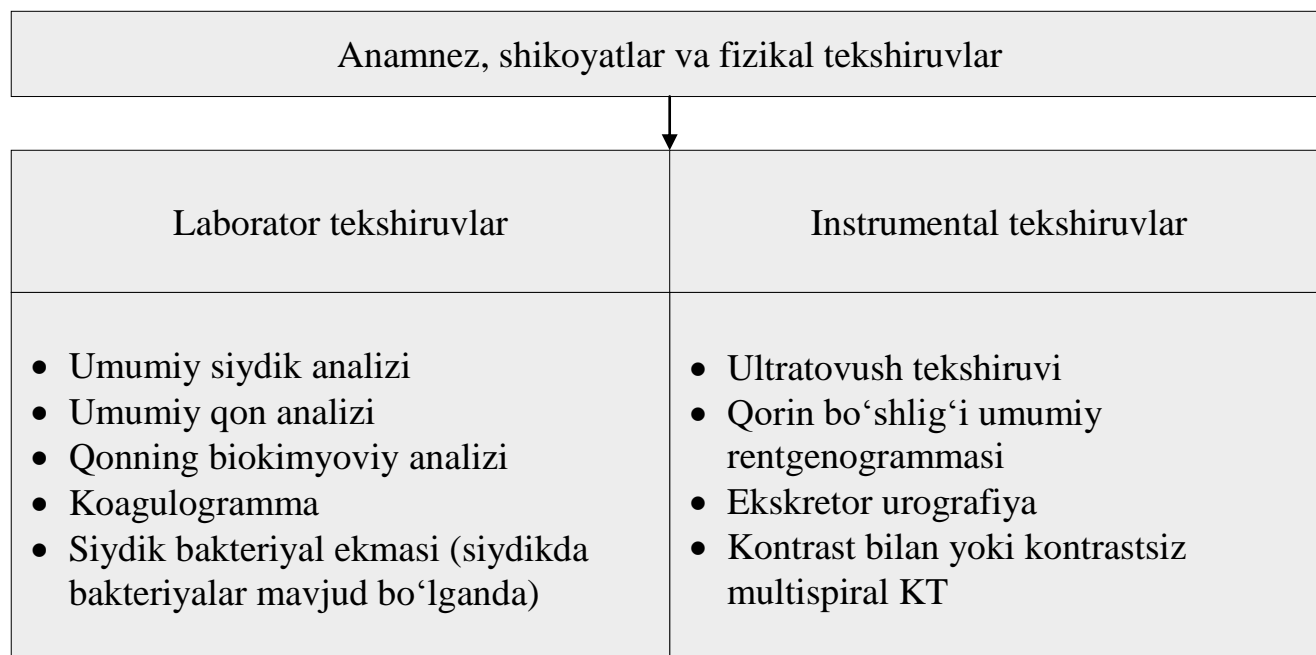 Anamnez, shikoyatlar va fizikal tekshiruvlar
Laborator tekshiruvlar
Instrumental tekshiruvlar
• Umumiy siydik analizi
• Umumiy qon analizi
• Qonning biokimyoviy analizi
• Koagulogramma
• Siydik bakteriyal ekmasi (siydikda
bakteriyalar mavjud bo‘lganda)
• Ultratovush tekshiruvi
• Qorin bo‘shlig‘i umumiy
rentgenogrammasi
• Ekskretor urografiya
• Kontrast bilan yoki kontrastsiz
multispiral KT